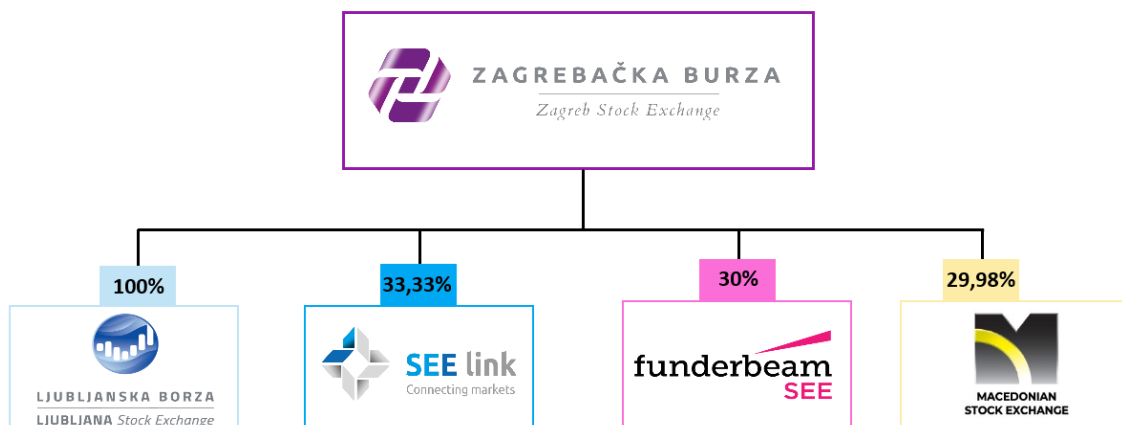 ZAGREBAČKA BURZA
Zagreb Stock Exchange
100%
33,33%
30%
29,98%
LJUBLJANSKA BORZA
LJUBLJANA Stock Exchange
SEE link
Connecting markets
funderbeam
SEE
MACEDONIAN
STOCK EXCHANGE